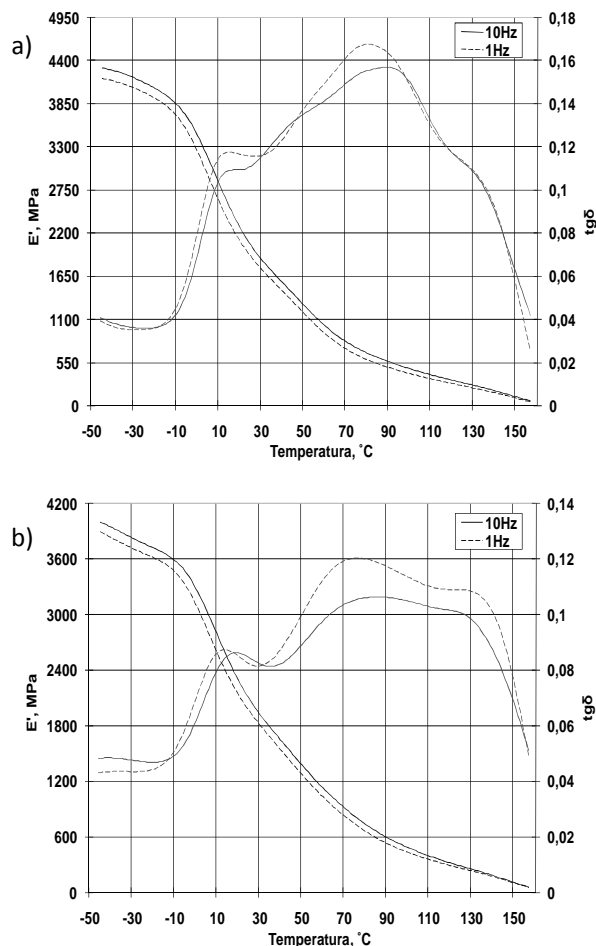 a)
4950
4400
3850
3300
2750
2200
1650
1100
550
0
E', MPa
0,18
0,16
0,14
0,12
0,1
0,08
0,06
0,04
0,02
0
tgδ
10Hz
1Hz
-50 -30 -10 10 30 50 70 90 110 130 150
Temperatura, ˚C
b)
4200
3600
3000
2400
1800
1200
600
0
E', MPa
0,14
0,12
0,1
0,08
0,06
0,04
0,02
0
tgδ
10Hz
1Hz
-50 -30 -10 10 30 50 70 90 110 130 150
Temperatura, ˚C